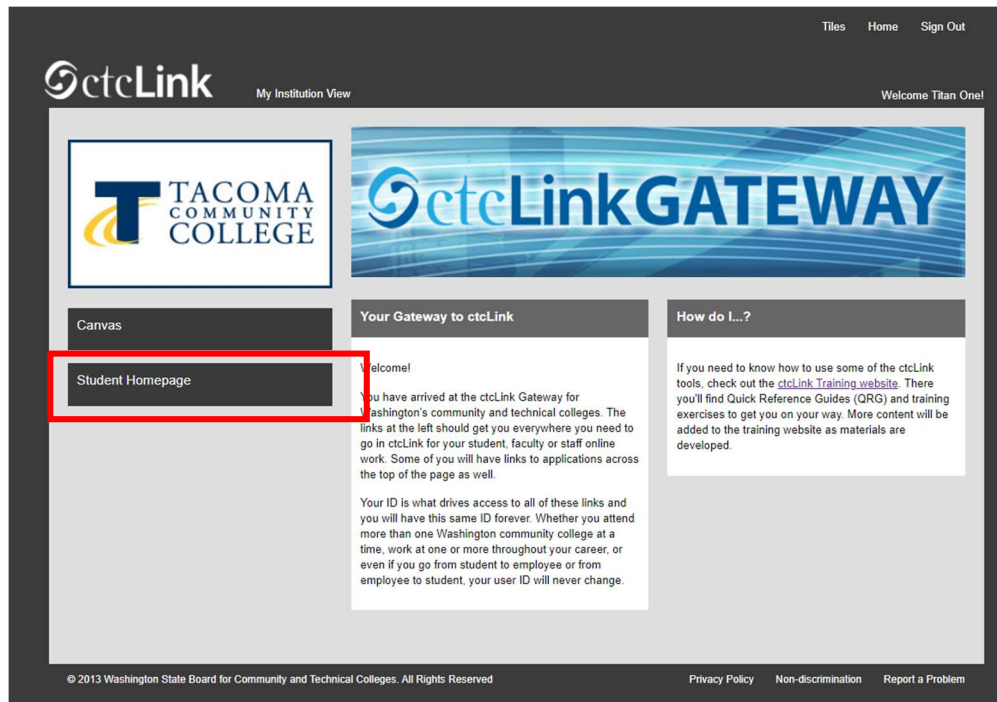 Tiles Home Sign Out
ctcLink
My Institution View
Welcome Titan One!
TACOMA
COMMUNITY
COLLEGE
ctcLinkGATEWAY
Canvas
Student Homepage
Your Gateway to ctcLink
Welcome!
You have arrived at the ctcLink Gateway for
Washington's community and technical colleges. The
links at the left should get you everywhere you need to
go in ctcLink for your student, faculty or staff online
work. Some of you will have links to applications across
the top of the page as well.
Your ID is what drives access to all of these links and
you will have this same ID forever. Whether you attend
more than one Washington community college at a
time, work at one or more throughout your career, or
even if you go from student to employee or from
employee to student, your user ID will never change.
How do I...?
If you need to know how to use some of the ctcLink
tools, check out the ctcLink Training website. There
you'll find Quick Reference Guides (QRG) and training
exercises to get you on your way. More content will be
added to the training website as materials are
developed.
© 2013 Washington State Board for Community and Technical Colleges. All Rights Reserved
Privacy Policy Non-discrimination Report a Problem